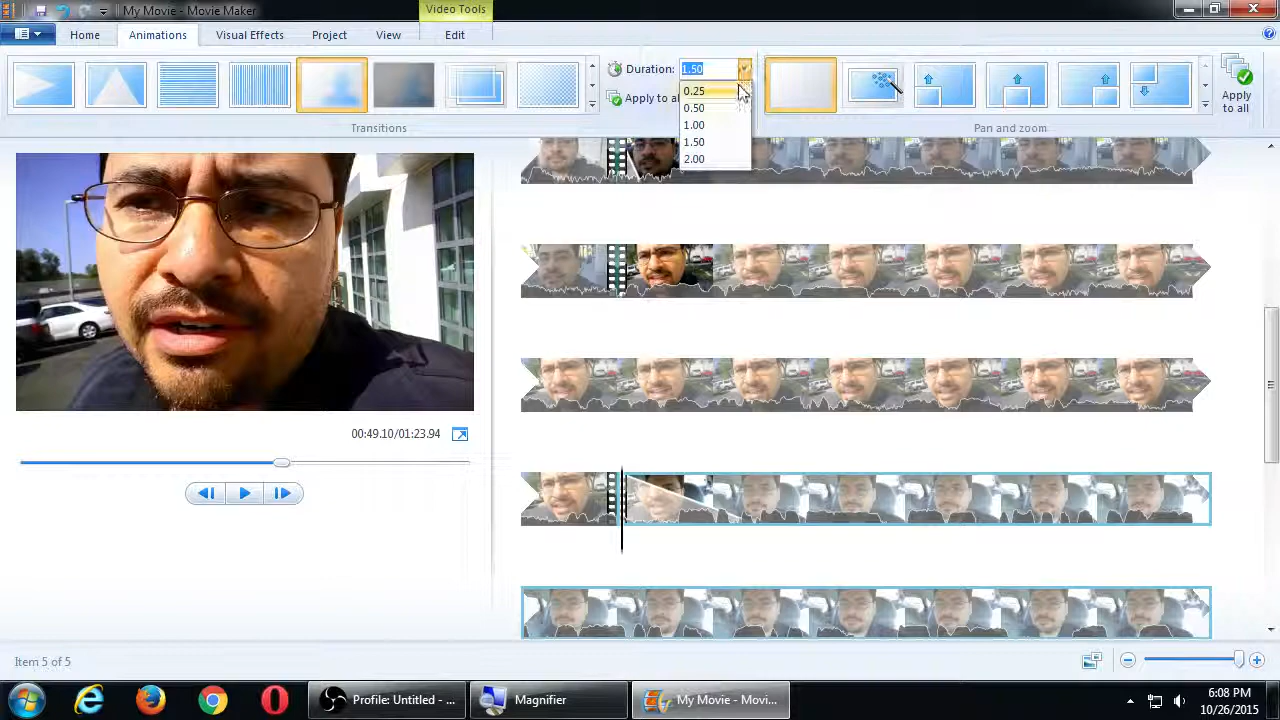 My Movie - Movie Maker
Video Tools
Home
Animations
Visual Effects
Project
View
Edit
Duration:
1.50
Apply to al
0.25
0.50
1.00
1.50
2.00
Transitions
Pan and zoom
Apply
to all
00:49.10/01:23.94
Item 5 of 5
Profile: Untitled - ...
Magnifier
My Movie - Movi...
6:08 PM
10/26/2015